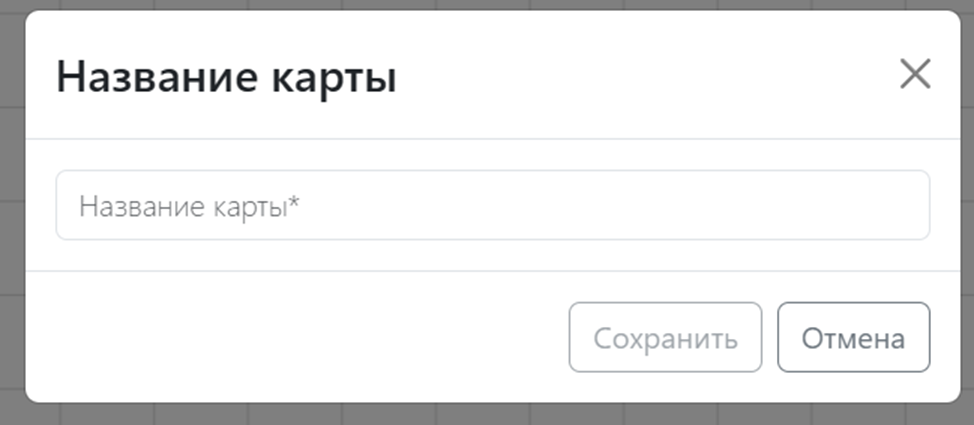 Название карты
Название карты*
Сохранить Отмена